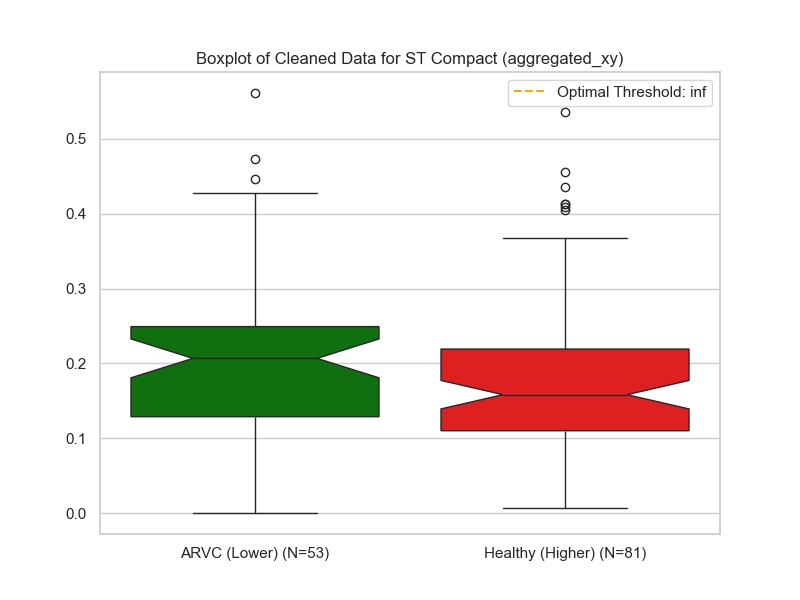 Boxplot of Cleaned Data for ST Compact (aggregated_xy)
Optimal Threshold: inf
0.5
0.4
0.3
0.2
0.1
0.0
ARVC (Lower) (N=53)
Healthy (Higher) (N=81)